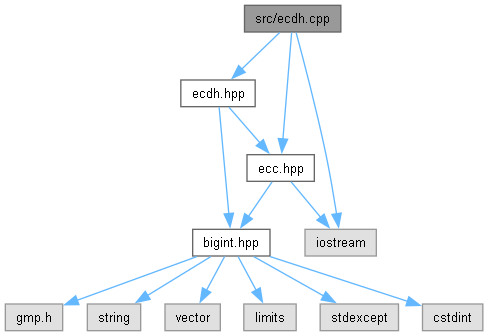 src/ecdh.cpp
ecdh.hpp
ecc.hpp
bigint.hpp
iostream
gmp.h
string
vector
limits
stdexcept
cstdint